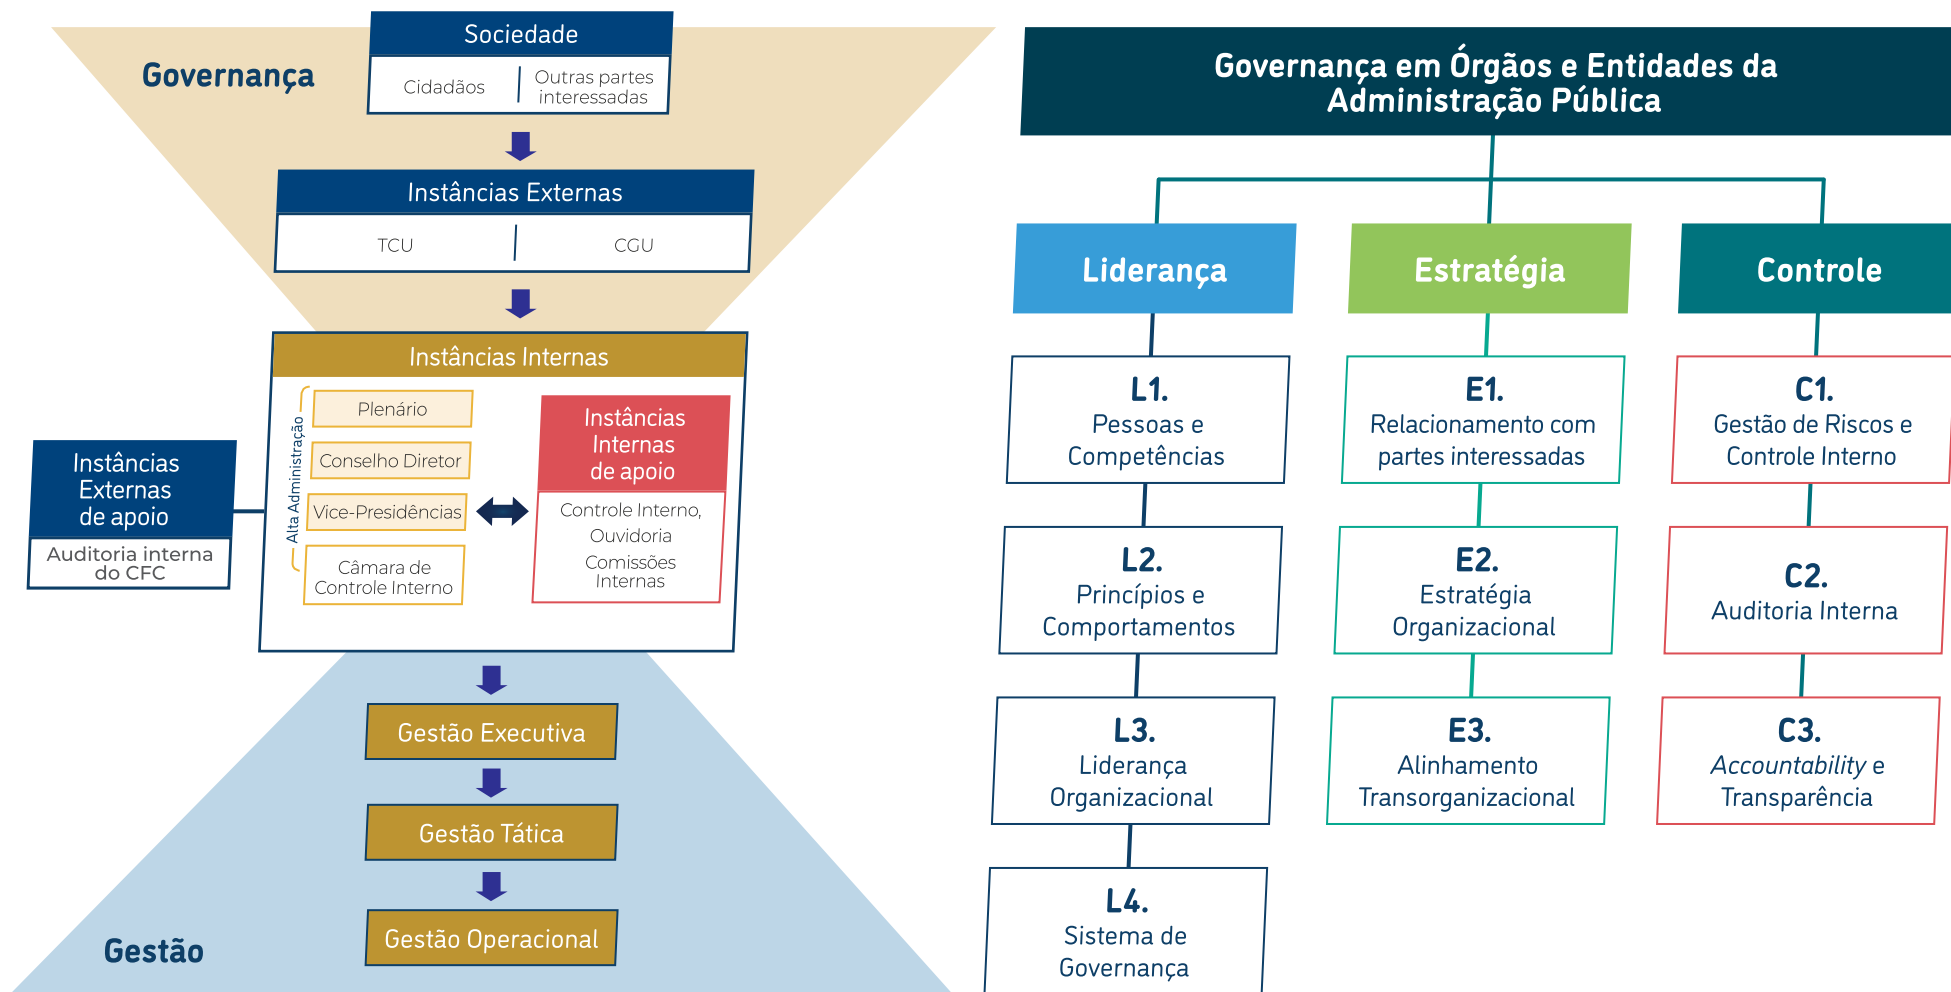 Governança
Sociedade
Cidadãos
Outras partes
interessadas
Instâncias Externas
TCU
CGU
Instâncias Internas
Alta Administração
Plenário
Conselho Diretor
Vice-Presidências
Câmara de
Controle Interno
Instâncias
Internas
de apoio
Controle Interno,
Ouvidoria
Comissões
Internas
Instâncias
Externas
de apoio
Auditoria interna
do CFC
Gestão Executiva
Gestão Tática
Gestão Operacional
Gestão
Governança em Órgãos e Entidades da
Administração Pública
Liderança
L1.
Pessoas e
Competências
L2.
Princípios e
Comportamentos
L3.
Liderança
Organizacional
L4.
Sistema de
Governança
Estratégia
E1.
Relacionamento com
partes interessadas
E2.
Estratégia
Organizacional
E3.
Alinhamento
Transorganizacional
Controle
C1.
Gestão de Riscos e
Controle Interno
C2.
Auditoria Interna
C3.
Accountability e
Transparência